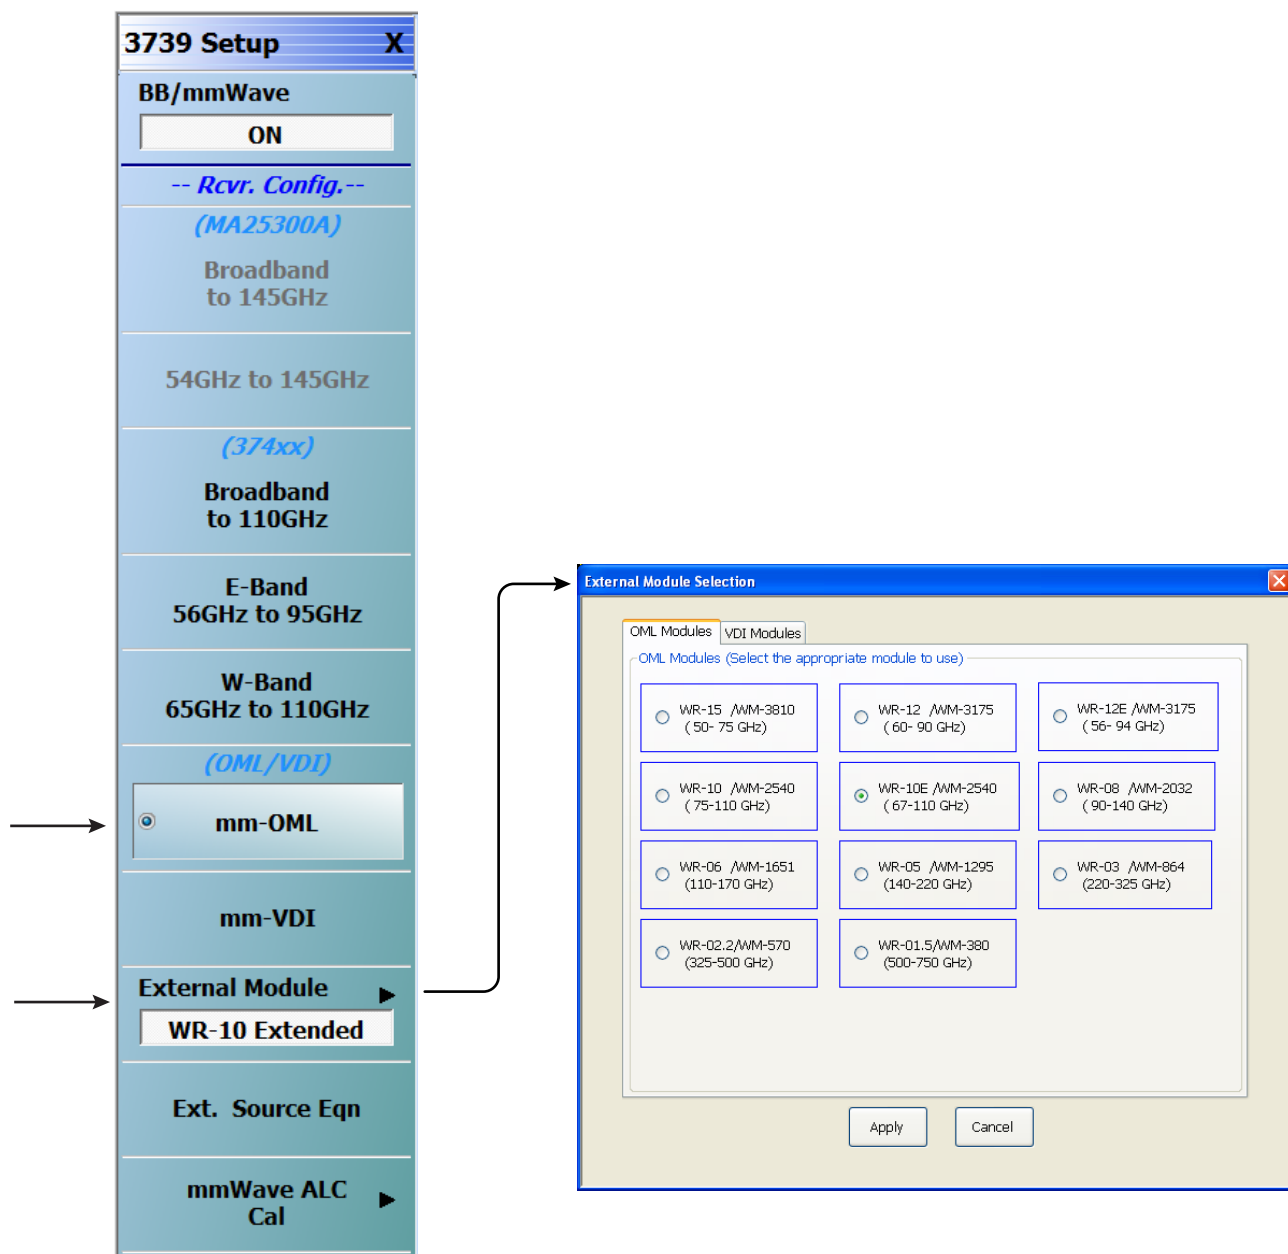 3739 Setup X
BB/mmWave
ON
-- Rcvr. Config.--
(MA25300A)
Broadband
to 145GHz
54GHz to 145GHz
(374xx)
Broadband
to 110GHz
E-Band
56GHz to 95GHz
W-Band
65GHz to 110GHz
(OML/VDI)
mm-OML
mm-VDI
External Module
WR-10 Extended
Ext. Source Eqn
mmWave ALC
Cal
External Module Selection
OML Modules VDI Modules
OML Modules (Select the appropriate module to use)
WR-15 /WM-3810
( 50- 75 GHz)
WR-12 /WM-3175
( 60- 90 GHz)
WR-12E /WM-3175
( 56- 94 GHz)
WR-10 /WM-2540
( 75-110 GHz)
WR-10E /WM-2540
( 67-110 GHz)
WR-08 /WM-2032
( 90-140 GHz)
WR-06 /WM-1651
(110-170 GHz)
WR-05 /WM-1295
(140-220 GHz)
WR-03 /WM-864
(220-325 GHz)
WR-02.2/WM-570
(325-500 GHz)
WR-01.5/WM-380
(500-750 GHz)
Apply Cancel